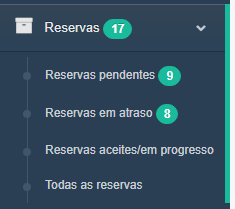 Reservas 17
Reservas pendentes 9
Reservas em atraso 8
Reservas aceites/em progresso
Todas as reservas